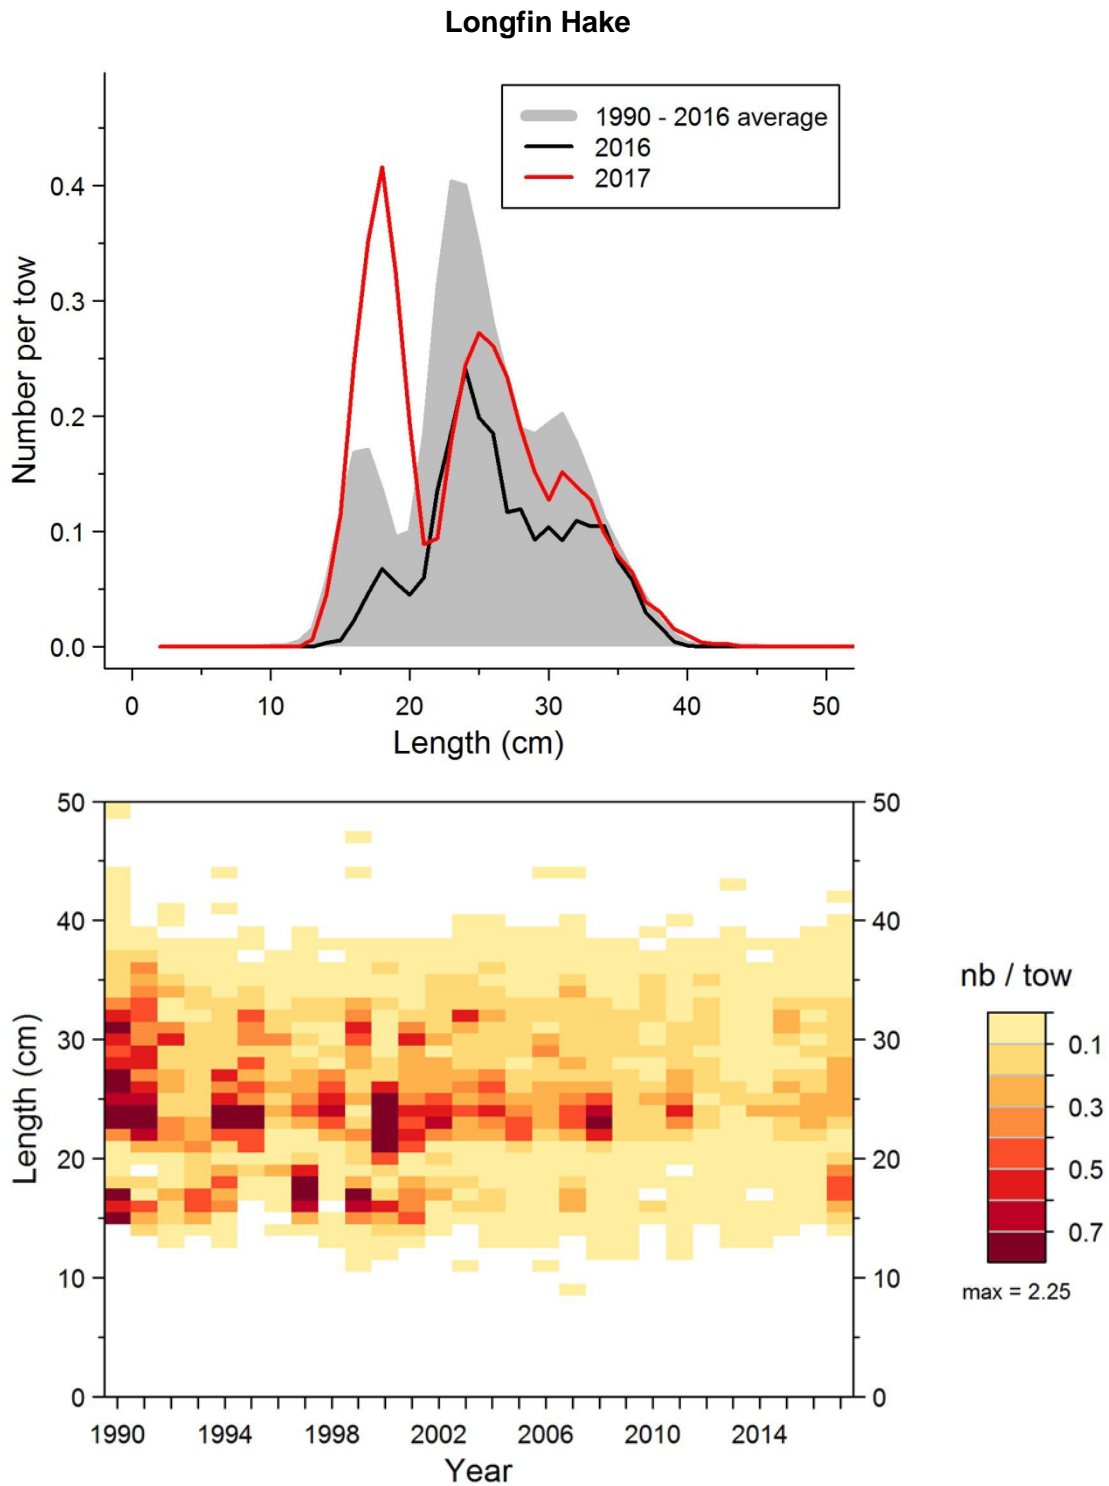 Longfin Hake
1990 - 2016 average
2016
2017
Number per tow
0.4
0.3
0.2
0.1
0.0
0 10 20 30 40 50
Length (cm)
50 50
40 40
30 30
20 20
10 10
0 0
Length (cm)
1990 1994 1998 2002 2006 2010 2014
Year
nb / tow
0.1
0.3
0.5
0.7
max = 2.25